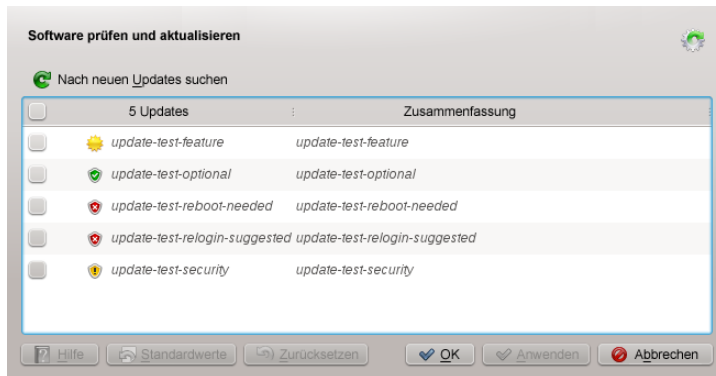 Software prüfen und aktualisieren
Nach neuen Updates suchen
5 Updates Zusammenfassung
update-test-feature update-test-feature
update-test-optional update-test-optional
update-test-reboot-needed update-test-reboot-needed
update-test-relogin-suggested update-test-relogin-suggested
update-test-security update-test-security
Hilfe Standardwerte Zurücksetzen OK Anwenden Abbrechen